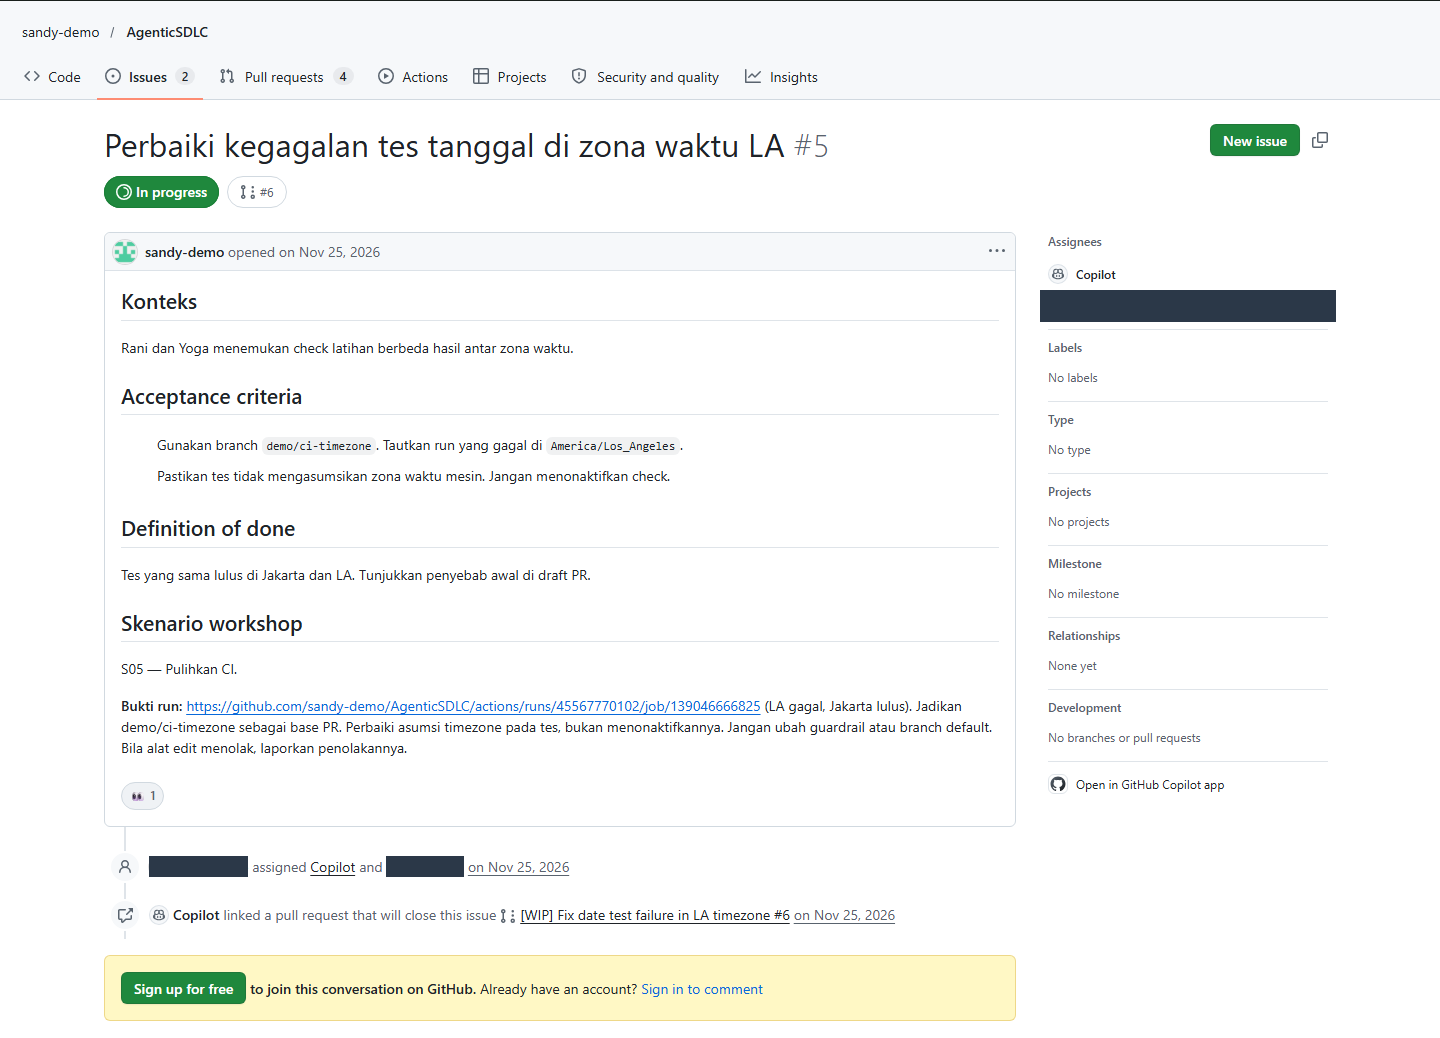 sandy-demo / AgenticSDLC
Code
Issues 2
Pull requests 4
Actions
Projects
Security and quality
Insights
Perbaiki kegagalan tes tanggal di zona waktu LA #5
New issue
In progress
#6
sandy-demo opened on Nov 25, 2026
Konteks
Rani dan Yoga menemukan check latihan berbeda hasil antar zona waktu.
Acceptance criteria
Gunakan branch demo/ci-timezone. Tautkan run yang gagal di America/Los_Angeles.
Pastikan tes tidak mengasumsikan zona waktu mesin. Jangan menonaktifkan check.
Definition of done
Tes yang sama lulus di Jakarta dan LA. Tunjukkan penyebab awal di draft PR.
Skenario workshop
S05 — Pulihkan CI.
Bukti run: https://github.com/sandy-demo/AgenticSDLC/actions/runs/45567770102/job/139046666825 (LA gagal, Jakarta lulus). Jadikan
demo/ci-timezone sebagai base PR. Perbaiki asumsi timezone pada tes, bukan menonaktifkannya. Jangan ubah guardrail atau branch default.
Bila alat edit menolak, laporkan penolakannya.
1
assigned Copilot and on Nov 25, 2026
Copilot linked a pull request that will close this issue [WIP] Fix date test failure in LA timezone #6 on Nov 25, 2026
Sign up for free to join this conversation on GitHub. Already have an account? Sign in to comment
Assignees
Copilot
Labels
No labels
Type
No type
Projects
No projects
Milestone
No milestone
Relationships
None yet
Development
No branches or pull requests
Open in GitHub Copilot app